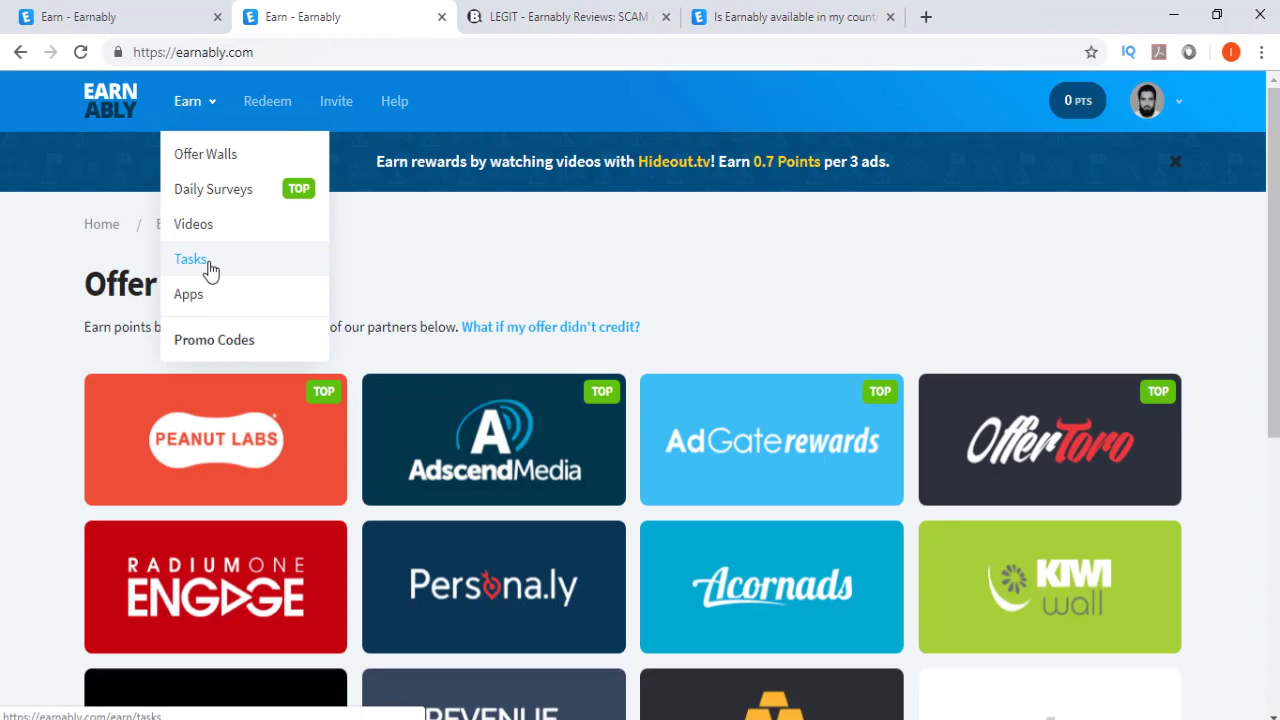 Earn - Earnably
Earn - Earnably
LEGIT - Earnably Reviews: SCAM
Is Earnably available in my count
https://earnably.com
IQ
I
EARN
ABLY
Earn
Redeem
Invite
Help
0 PTS
Offer Walls
Daily Surveys TOP
Videos
Tasks
Apps
Promo Codes
Earn rewards by watching videos with Hideout.tv! Earn 0.7 Points per 3 ads.
Home / E
Offer
Earn points b of our partners below. What if my offer didn't credit?
TOP
PEANUT LABS
TOP
AdscendMedia
TOP
AdGate rewards
TOP
OfferToro
RADIUMONE
ENGAGE
Persona.ly
Acornads
KIWI
wall
REVENUE
https://earnably.com/earn/tasks